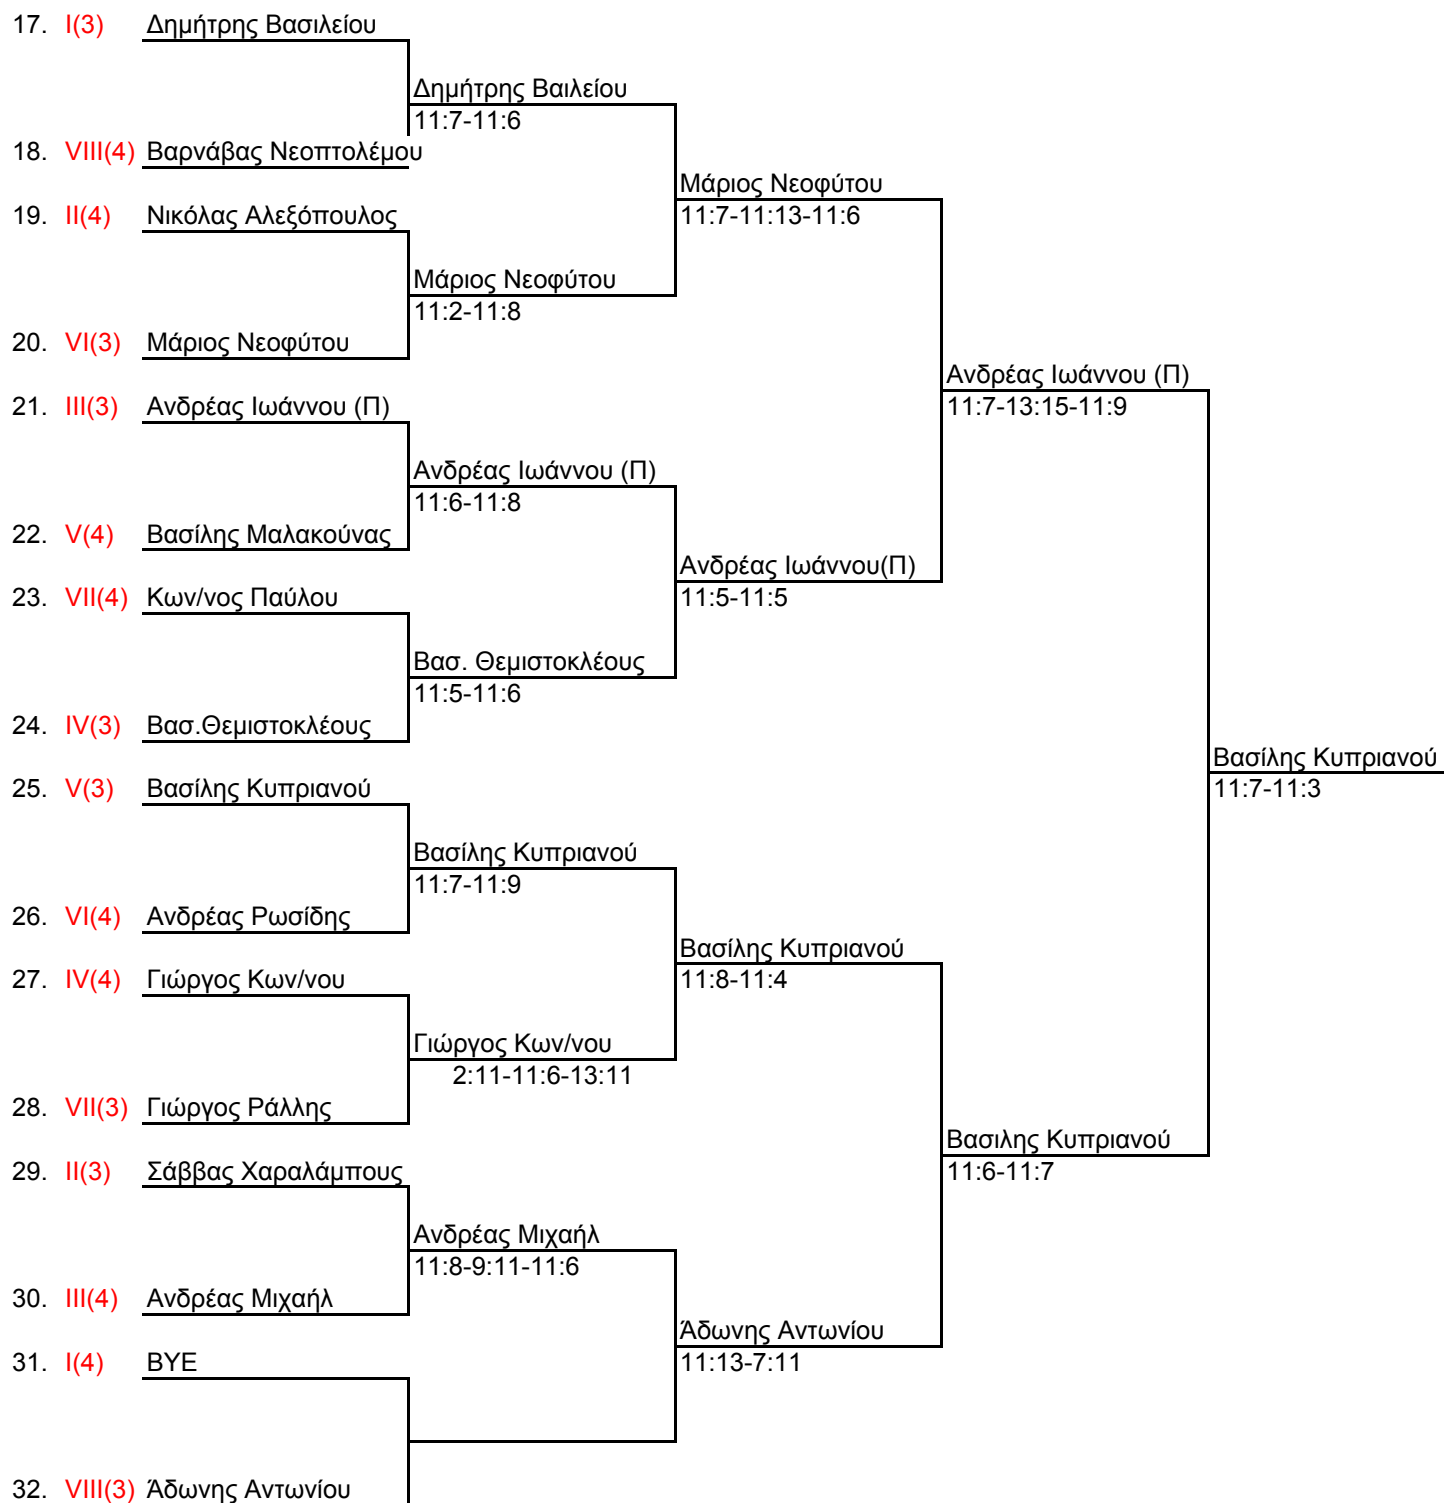 17. I(3) Δημήτρης Βασιλείου
Δημήτρης Βαιλείου
11:7-11:6
18. VIII(4) Βαρνάβας Νεοπτολέμου
Μάριος Νεοφύτου
11:7-11:13-11:6
19. II(4) Νικόλας Αλεξόπουλος
Μάριος Νεοφύτου
11:2-11:8
20. VI(3) Μάριος Νεοφύτου
Ανδρέας Ιωάννου (Π)
11:7-13:15-11:9
21. III(3) Ανδρέας Ιωάννου (Π)
Ανδρέας Ιωάννου (Π)
11:6-11:8
22. V(4) Βασίλης Μαλακούνας
Ανδρέας Ιωάννου(Π)
11:5-11:5
23. VII(4) Κων/νος Παύλου
Βασ. Θεμιστοκλέους
11:5-11:6
24. IV(3) Βασ.Θεμιστοκλέους
Βασίλης Κυπριανού
11:7-11:3
25. V(3) Βασίλης Κυπριανού
Βασίλης Κυπριανού
11:7-11:9
26. VI(4) Ανδρέας Ρωσίδης
Βασίλης Κυπριανού
11:8-11:4
27. IV(4) Γιώργος Κων/νου
Γιώργος Κων/νου
2:11-11:6-13:11
28. VII(3) Γιώργος Ράλλης
Βασιλης Κυπριανού
11:6-11:7
29. II(3) Σάββας Χαραλάμπους
Ανδρέας Μιχαήλ
11:8-9:11-11:6
30. III(4) Ανδρέας Μιχαήλ
Άδωνης Αντωνίου
11:13-7:11
31. I(4) BYE
32. VIII(3) Άδωνης Αντωνίου